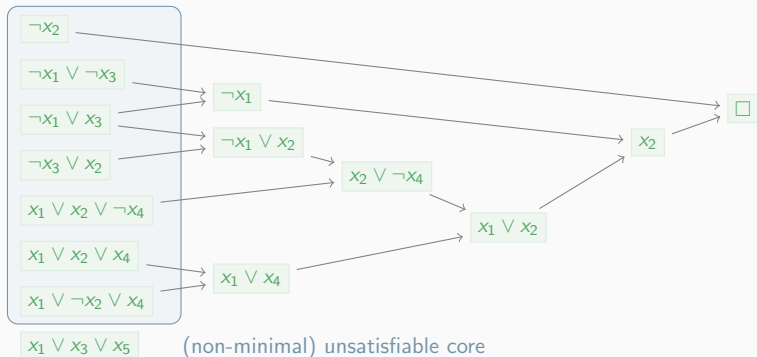 ¬x₂
¬x₁ ∨ ¬x₃
¬x₁ ∨ x₃
¬x₃ ∨ x₂
x₁ ∨ x₂ ∨ ¬x₄
x₁ ∨ x₂ ∨ x₄
x₁ ∨ ¬x₂ ∨ x₄
x₁ ∨ x₃ ∨ x₅
¬x₁
¬x₁ ∨ x₂
x₁ ∨ x₄
x₂ ∨ ¬x₄
x₁ ∨ x₂
x₂
□
(non-minimal) unsatisfiable core